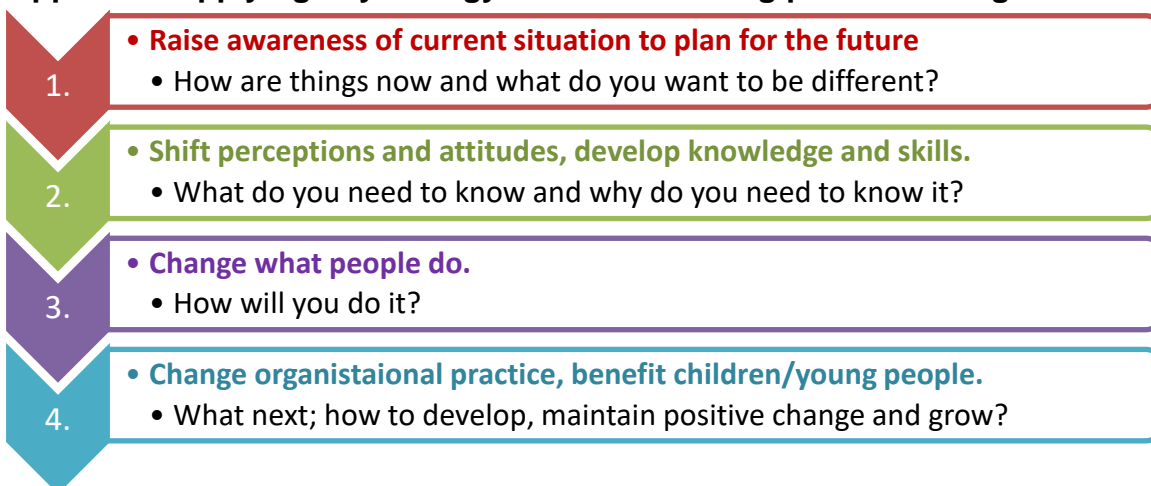 1.
• Raise awareness of current situation to plan for the future
• How are things now and what do you want to be different?
2.
• Shift perceptions and attitudes, develop knowledge and skills.
• What do you need to know and why do you need to know it?
3.
• Change what people do.
• How will you do it?
4.
• Change organistaional practice, benefit children/young people.
• What next; how to develop, maintain positive change and grow?